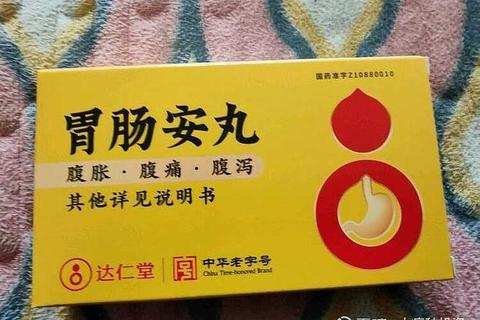 国药准字Z10880010
胃肠安丸
腹胀·腹痛·腹泻
其他详见说明书
达仁堂
中华老字号
China Time-honored Brand